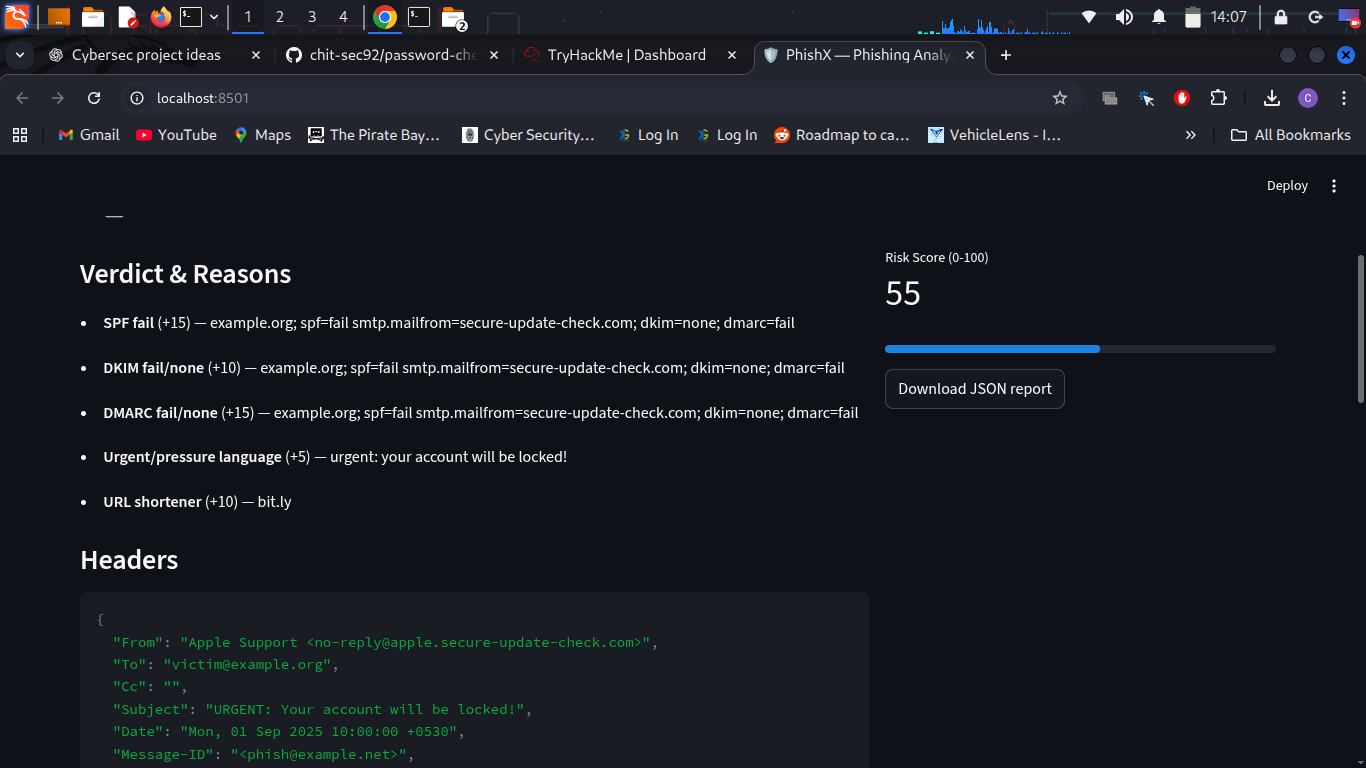 1 2 3 4 2 14:07
Cybersec project ideas chit-sec92/password-che TryHackMe | Dashboard PhishX — Phishing Analy
localhost:8501 C
Gmail YouTube Maps The Pirate Bay... Cyber Security... Log In Log In Roadmap to ca... VehicleLens - I... » All Bookmarks
Deploy
—
Verdict & Reasons
• SPF fail (+15) — example.org; spf=fail smtp.mailfrom=secure-update-check.com; dkim=none; dmarc=fail
• DKIM fail/none (+10) — example.org; spf=fail smtp.mailfrom=secure-update-check.com; dkim=none; dmarc=fail
• DMARC fail/none (+15) — example.org; spf=fail smtp.mailfrom=secure-update-check.com; dkim=none; dmarc=fail
• Urgent/pressure language (+5) — urgent: your account will be locked!
• URL shortener (+10) — bit.ly
Risk Score (0-100)
55
Download JSON report
Headers
{
"From": "Apple Support <no-reply@apple.secure-update-check.com>",
"To": "victim@example.org",
"Cc": "",
"Subject": "URGENT: Your account will be locked!",
"Date": "Mon, 01 Sep 2025 10:00:00 +0530",
"Message-ID": "<phish@example.net>",